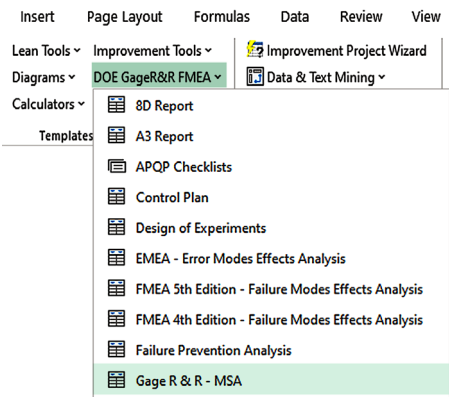 Insert Page Layout Formulas Data Review View
Lean Tools Improvement Tools Improvement Project Wizard
Diagrams DOE GageR&R FMEA Data & Text Mining
Calculators
Templates
8D Report
A3 Report
APQP Checklists
Control Plan
Design of Experiments
EMEA - Error Modes Effects Analysis
FMEA 5th Edition - Failure Modes Effects Analysis
FMEA 4th Edition - Failure Modes Effects Analysis
Failure Prevention Analysis
Gage R & R - MSA